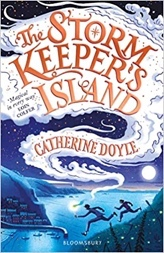 The
STORM
KEEPER'S
ISLAND
"Magical
in every way"
EOIN
COLFER
CATHERINE
DOYLE
BLOOMSBURY